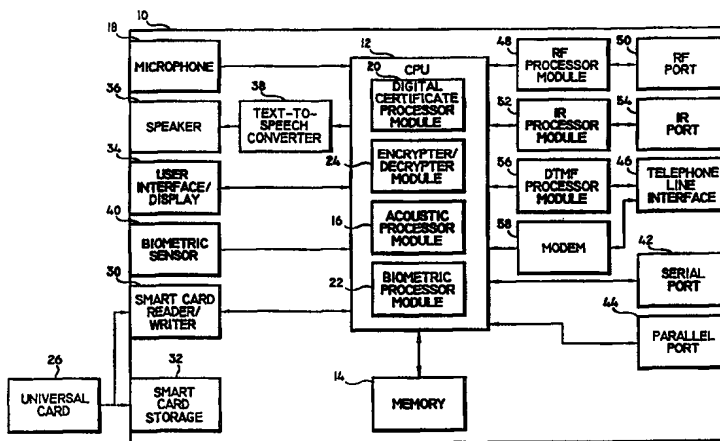 10
18
MICROPHONE
36
SPEAKER
38
TEXT-TO-
SPEECH
CONVERTER
34
USER
INTERFACE/
DISPLAY
40
BIOMETRIC
SENSOR
30
SMART CARD
READER/
WRITER
26
UNIVERSAL
CARD
32
SMART
CARD
STORAGE
12
CPU
20
DIGITAL
CERTIFICATE
PROCESSOR
MODULE
24
ENCRYPTER/
DECRYPTER
MODULE
16
ACOUSTIC
PROCESSOR
MODULE
22
BIOMETRIC
PROCESSOR
MODULE
14
MEMORY
48
RF
PROCESSOR
MODULE
50
RF
PORT
52
IR
PROCESSOR
MODULE
54
IR
PORT
56
DTMF
PROCESSOR
MODULE
46
TELEPHONE
LINE
INTERFACE
58
MODEM
42
SERIAL
PORT
44
PARALLEL
PORT